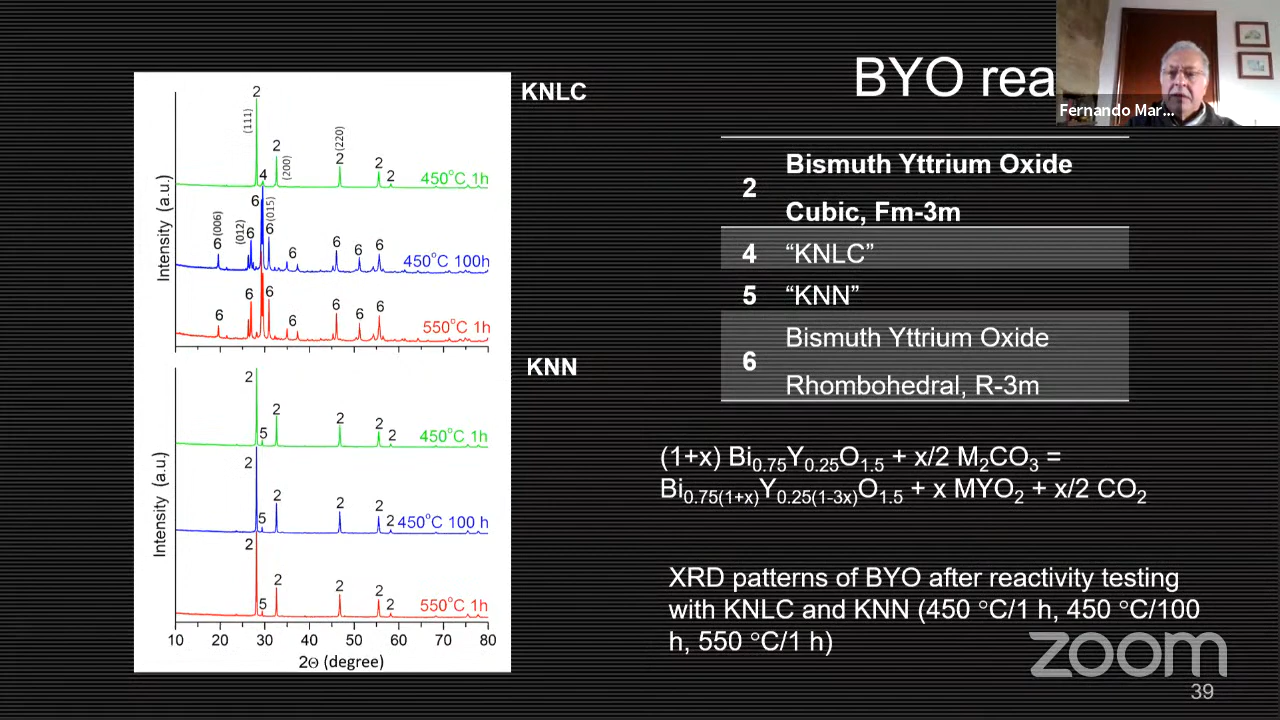 BYO rea
Fernando Mar...
KNLC
2
(111)
2
(200)
(220)
2
2
2
450°C 1h
4
6
(006)
(012)
6
6
(015)
6
6
6
6
6
450°C 100h
6
6
6
6
6
6
6
550°C 1h
Intensity (a.u.)
KNN
2
5
2
2
2
2
450°C 1h
2
5
2
2
2
2
450°C 100 h
2
5
2
2
2
2
550°C 1h
Intensity (a.u)
10 20 30 40 50 60 70 80
2Θ (degree)
2 Bismuth Yttrium Oxide
Cubic, Fm-3m
4 “KNLC”
5 “KNN”
6 Bismuth Yttrium Oxide
Rhombohedral, R-3m
(1+x) Bi0.75Y0.25O1.5 + x/2 M2CO3 =
Bi0.75(1+x)Y0.25(1-3x)O1.5 + x MYO2 + x/2 CO2
XRD patterns of BYO after reactivity testing
with KNLC and KNN (450 °C/1 h, 450 °C/100
h, 550 °C/1 h)
zoom
39